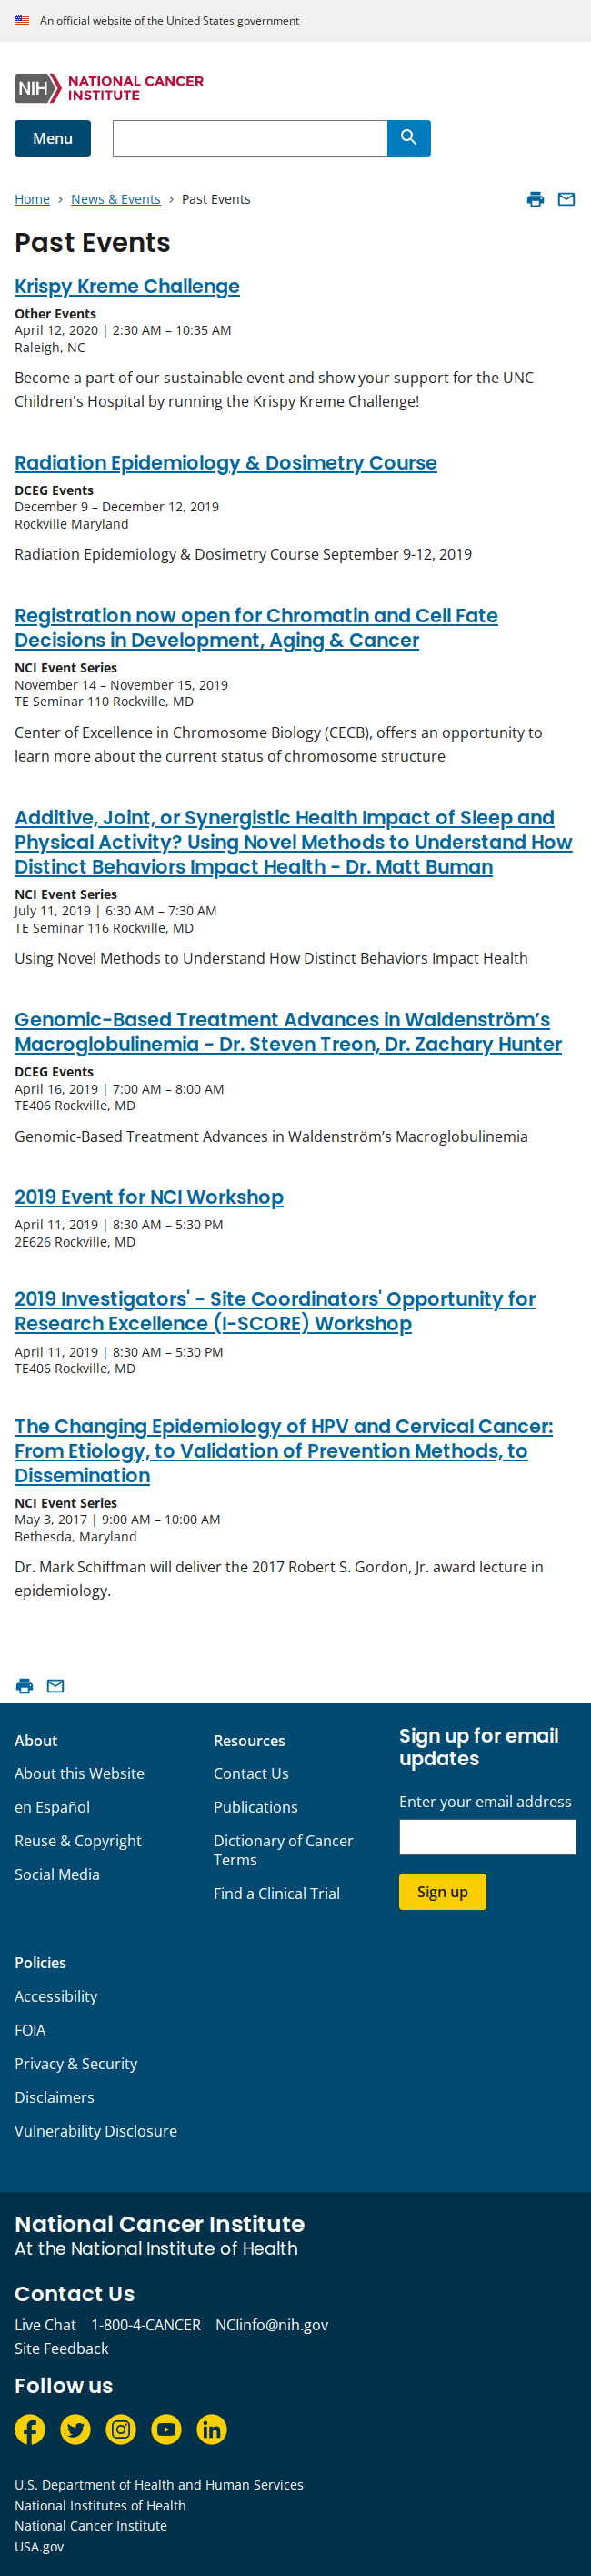 An official website of the United States government
NIH NATIONAL CANCER
INSTITUTE
Menu
Home > News & Events > Past Events
Past Events
Krispy Kreme Challenge
Other Events
April 12, 2020 | 2:30 AM – 10:35 AM
Raleigh, NC
Become a part of our sustainable event and show your support for the UNC
Children's Hospital by running the Krispy Kreme Challenge!
Radiation Epidemiology & Dosimetry Course
DCEG Events
December 9 – December 12, 2019
Rockville Maryland
Radiation Epidemiology & Dosimetry Course September 9-12, 2019
Registration now open for Chromatin and Cell Fate
Decisions in Development, Aging & Cancer
NCI Event Series
November 14 – November 15, 2019
TE Seminar 110 Rockville, MD
Center of Excellence in Chromosome Biology (CECB), offers an opportunity to
learn more about the current status of chromosome structure
Additive, Joint, or Synergistic Health Impact of Sleep and
Physical Activity? Using Novel Methods to Understand How
Distinct Behaviors Impact Health - Dr. Matt Buman
NCI Event Series
July 11, 2019 | 6:30 AM – 7:30 AM
TE Seminar 116 Rockville, MD
Using Novel Methods to Understand How Distinct Behaviors Impact Health
Genomic-Based Treatment Advances in Waldenström’s
Macroglobulinemia - Dr. Steven Treon, Dr. Zachary Hunter
DCEG Events
April 16, 2019 | 7:00 AM – 8:00 AM
TE406 Rockville, MD
Genomic-Based Treatment Advances in Waldenström’s Macroglobulinemia
2019 Event for NCI Workshop
April 11, 2019 | 8:30 AM – 5:30 PM
2E626 Rockville, MD
2019 Investigators' - Site Coordinators' Opportunity for
Research Excellence (I-SCORE) Workshop
April 11, 2019 | 8:30 AM – 5:30 PM
TE406 Rockville, MD
The Changing Epidemiology of HPV and Cervical Cancer:
From Etiology, to Validation of Prevention Methods, to
Dissemination
NCI Event Series
May 3, 2017 | 9:00 AM – 10:00 AM
Bethesda, Maryland
Dr. Mark Schiffman will deliver the 2017 Robert S. Gordon, Jr. award lecture in
epidemiology.
About
About this Website
en Español
Reuse & Copyright
Social Media
Resources
Contact Us
Publications
Dictionary of Cancer
Terms
Find a Clinical Trial
Sign up for email
updates
Enter your email address
Sign up
Policies
Accessibility
FOIA
Privacy & Security
Disclaimers
Vulnerability Disclosure
National Cancer Institute
At the National Institute of Health
Contact Us
Live Chat 1-800-4-CANCER NCIinfo@nih.gov
Site Feedback
Follow us
U.S. Department of Health and Human Services
National Institutes of Health
National Cancer Institute
USA.gov